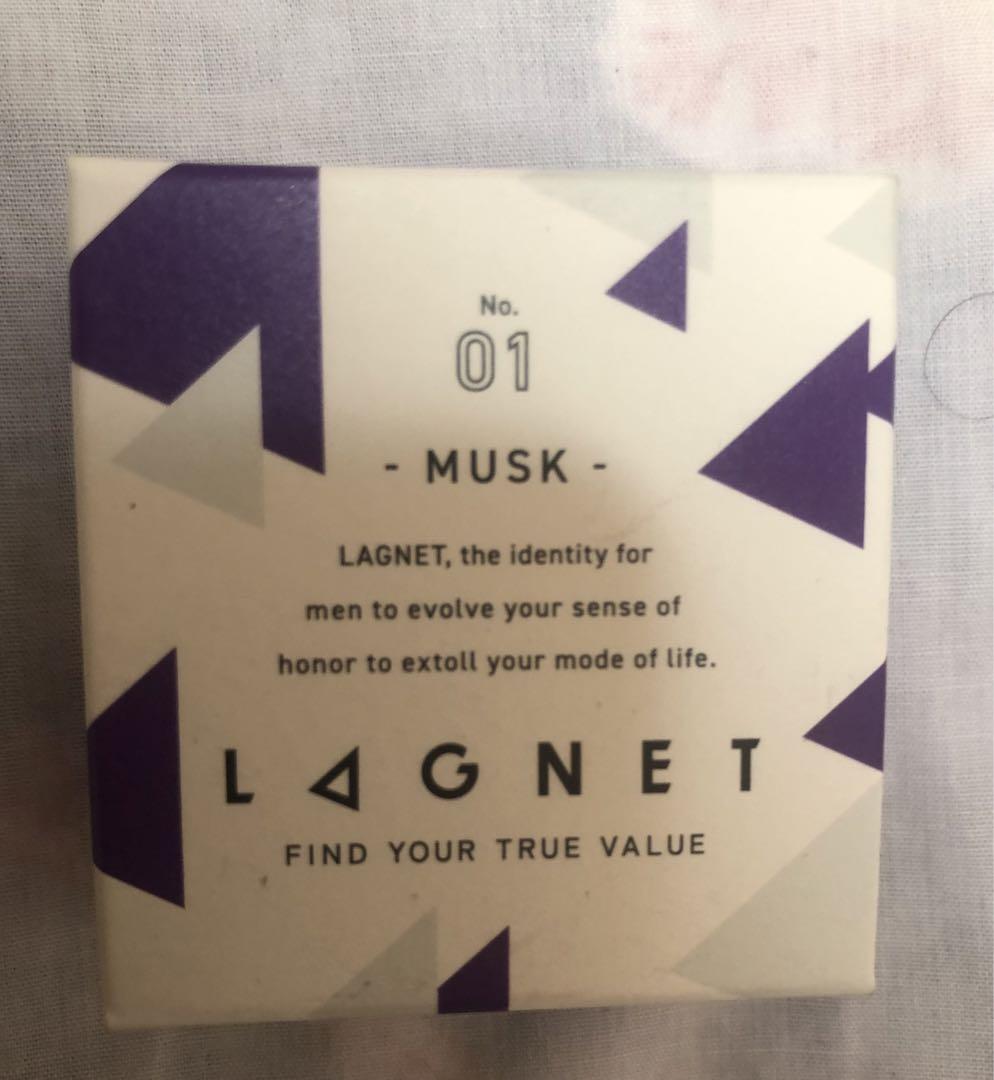 No.
01
- MUSK -
LAGNET, the identity for
men to evolve your sense of
honor to extoll your mode of life.
LAGNET
FIND YOUR TRUE VALUE